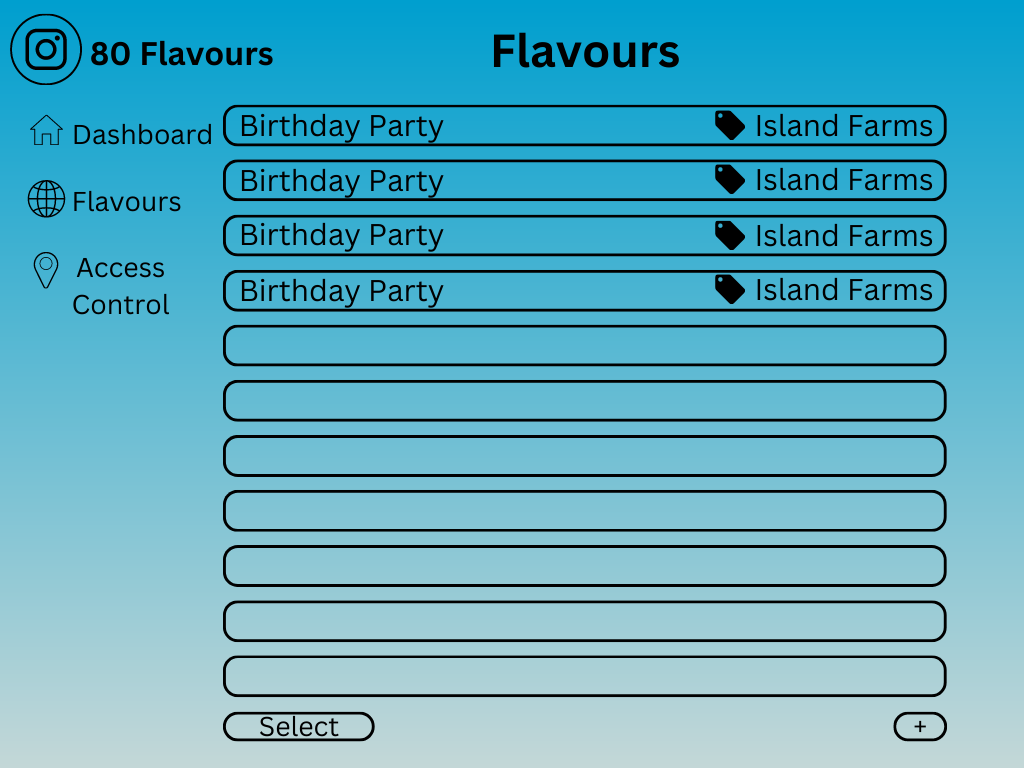 80 Flavours
Flavours
Dashboard
Flavours
Access
Control
Birthday Party Island Farms
Birthday Party Island Farms
Birthday Party Island Farms
Birthday Party Island Farms
Select +